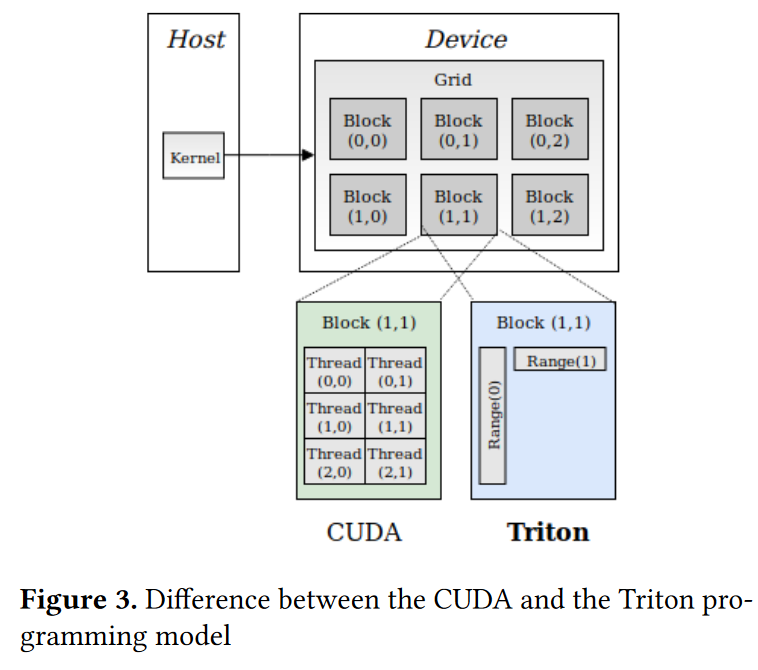 Host
Device
Kernel
Grid
Block
(0,0)
Block
(0,1)
Block
(0,2)
Block
(1,0)
Block
(1,1)
Block
(1,2)
Block (1,1)
Thread
(0,0)
Thread
(0,1)
Thread
(1,0)
Thread
(1,1)
Thread
(2,0)
Thread
(2,1)
CUDA
Block (1,1)
Range(0)
Range(1)
Triton
Figure 3. Difference between the CUDA and the Triton pro-
gramming model